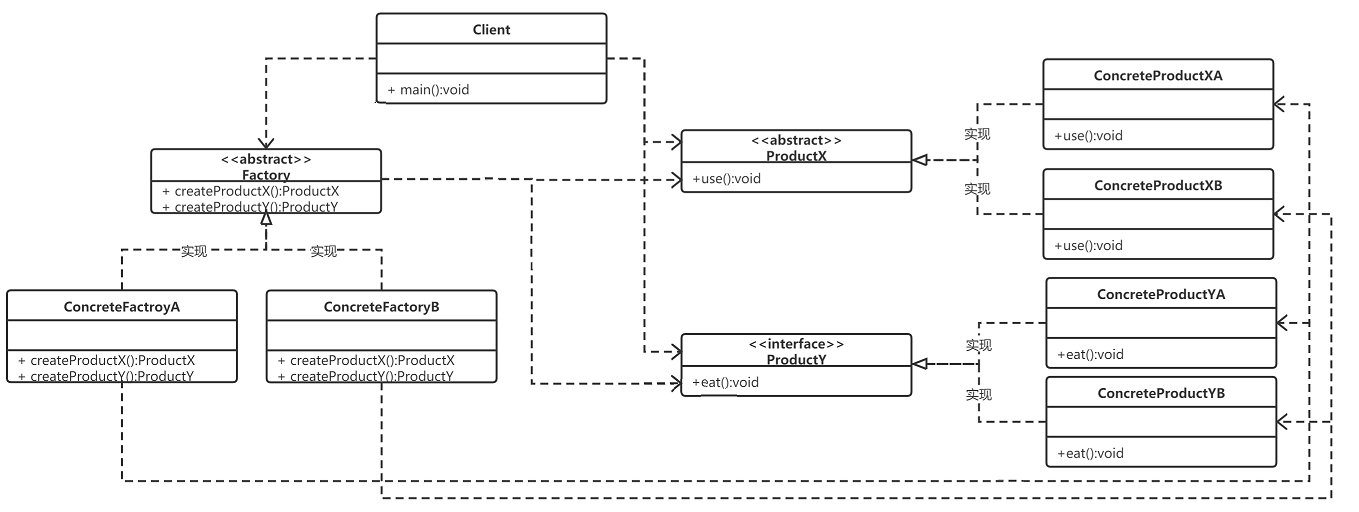 Client
+ main():void
<<abstract>>
Factory
+ createProductX():ProductX
+ createProductY():ProductY
实现
实现
ConcreteFactroyA
+ createProductX():ProductX
+ createProductY():ProductY
ConcreteFactoryB
+ createProductX():ProductX
+ createProductY():ProductY
<<abstract>>
ProductX
+use():void
<<interface>>
ProductY
+eat():void
实现
实现
实现
实现
ConcreteProductXA
+use():void
ConcreteProductXB
+use():void
ConcreteProductYA
+eat():void
ConcreteProductYB
+eat():void